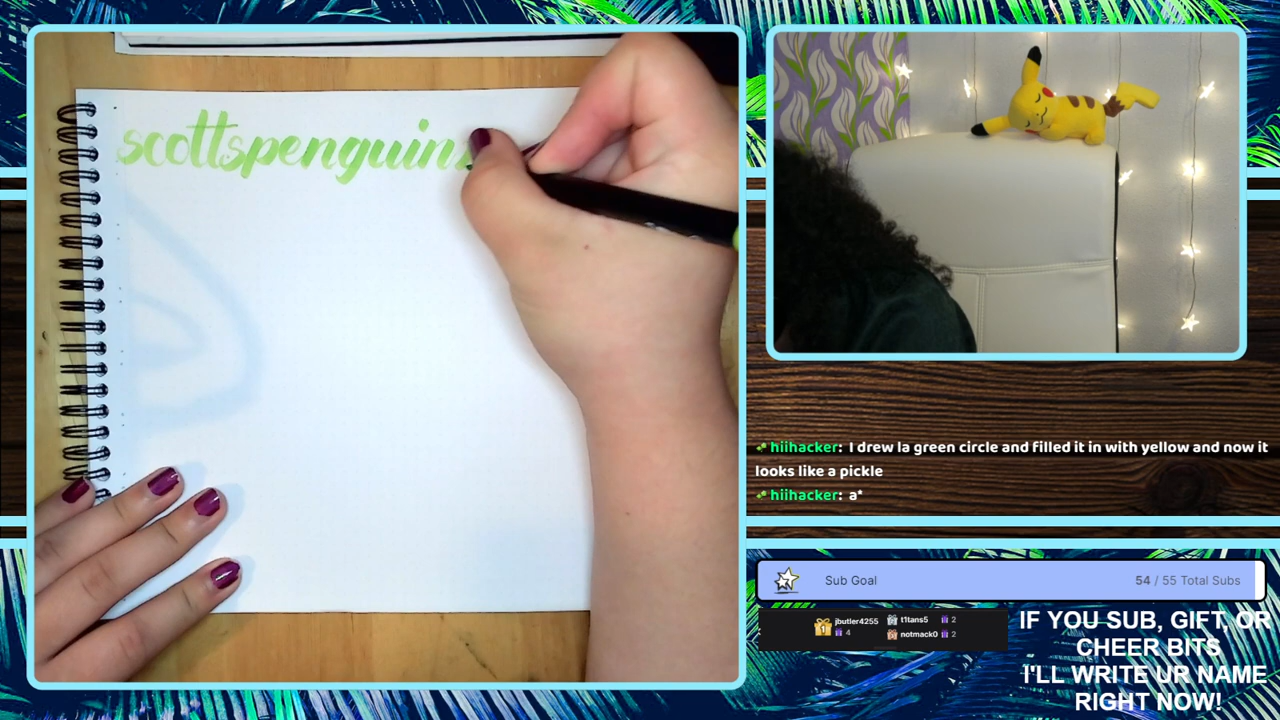 scottspenguin
hiihacker: I drew la green circle and filled it in with yellow and now it
looks like a pickle
hiihacker: a*
Sub Goal
54 / 55 Total Subs
1
jbutler4255
4
t1tans5
2
notmack0
2
IF YOU SUB, GIFT, OR
CHEER BITS
I'LL WRITE UR NAME
RIGHT NOW!